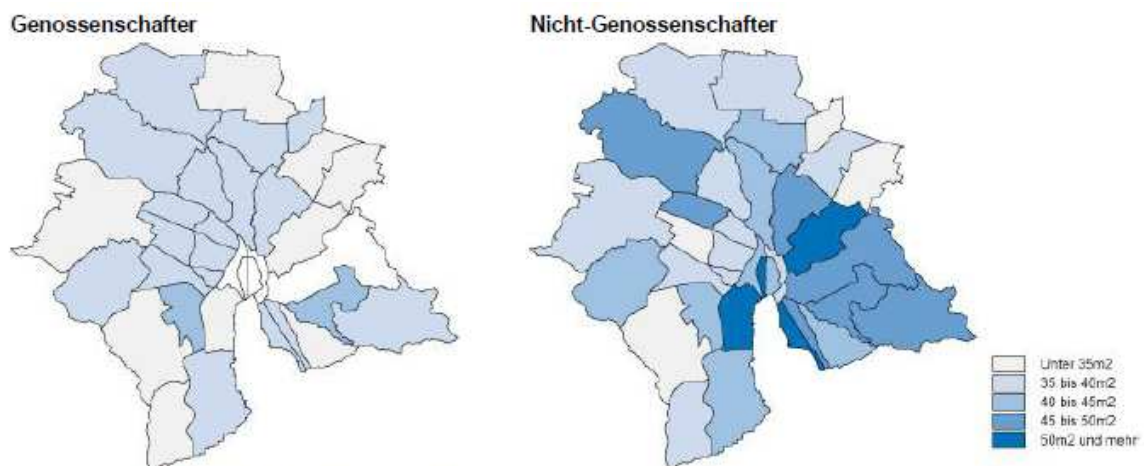 Genossenschafter
Nicht-Genossenschafter
Unter 35m2
35 bis 40m2
40 bis 45m2
45 bis 50m2
50m2 und mehr